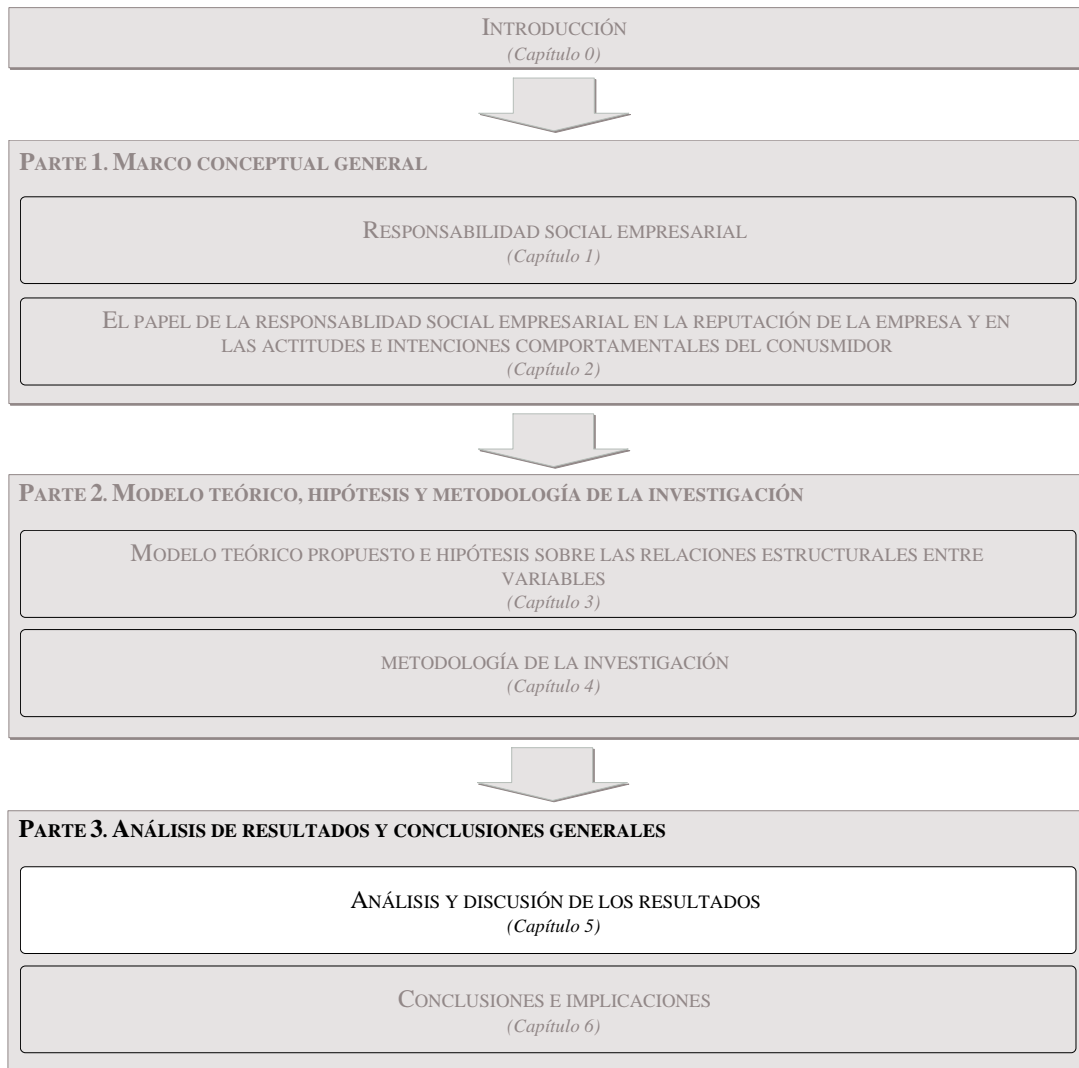 INTRODUCCIÓN
(Capítulo 0)
PARTE 1. MARCO CONCEPTUAL GENERAL
RESPONSABILIDAD SOCIAL EMPRESARIAL
(Capítulo 1)
EL PAPEL DE LA RESPONSABLIDAD SOCIAL EMPRESARIAL EN LA REPUTACIÓN DE LA EMPRESA Y EN
LAS ACTITUDES E INTENCIONES COMPORTAMENTALES DEL CONUSMIDOR
(Capítulo 2)
PARTE 2. MODELO TEÓRICO, HIPÓTESIS Y METODOLOGÍA DE LA INVESTIGACIÓN
MODELO TEÓRICO PROPUESTO E HIPÓTESIS SOBRE LAS RELACIONES ESTRUCTURALES ENTRE
VARIABLES
(Capítulo 3)
METODOLOGÍA DE LA INVESTIGACIÓN
(Capítulo 4)
PARTE 3. ANÁLISIS DE RESULTADOS Y CONCLUSIONES GENERALES
ANÁLISIS Y DISCUSIÓN DE LOS RESULTADOS
(Capítulo 5)
CONCLUSIONES E IMPLICACIONES
(Capítulo 6)